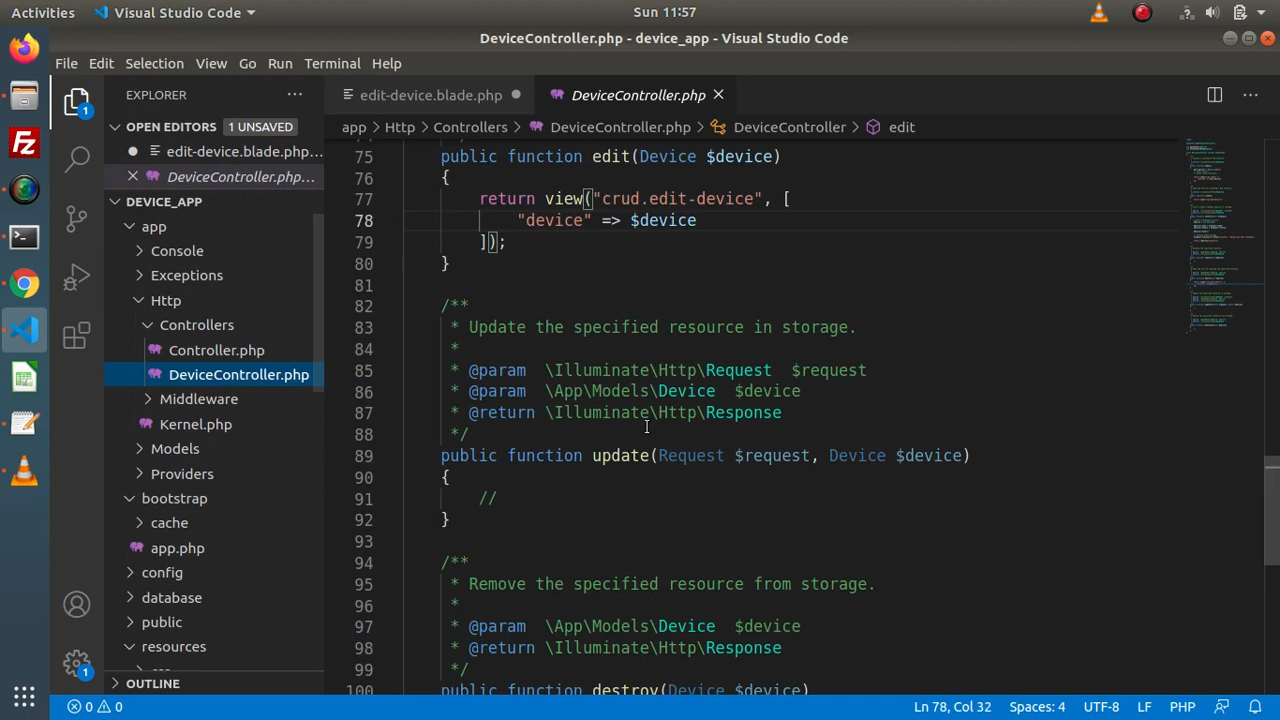 Activities Visual Studio Code Sun 11:57
DeviceController.php - device_app - Visual Studio Code
File Edit Selection View Go Run Terminal Help
EXPLORER
OPEN EDITORS 1 UNSAVED
edit-device.blade.php...
DeviceController.php...
DEVICE_APP
app
Console
Exceptions
Http
Controllers
Controller.php
DeviceController.php
Middleware
Kernel.php
Models
Providers
bootstrap
cache
app.php
config
database
public
resources
OUTLINE
edit-device.blade.php DeviceController.php
app Http Controllers DeviceController.php DeviceController edit
75 public function edit(Device $device)
76 {
77 return view("crud.edit-device", [
78 "device" => $device
79 ]);
80 }
81
82 /**
83 * Update the specified resource in storage.
84 *
85 * @param \Illuminate\Http\Request $request
86 * @param \App\Models\Device $device
87 * @return \Illuminate\Http\Response
88 */
89 public function update(Request $request, Device $device)
90 {
91 //
92 }
93
94 /**
95 * Remove the specified resource from storage.
96 *
97 * @param \App\Models\Device $device
98 * @return \Illuminate\Http\Response
99 */
100 public function destroy(Device $device)
0 0 Ln 78, Col 32 Spaces: 4 UTF-8 LF PHP
1
1